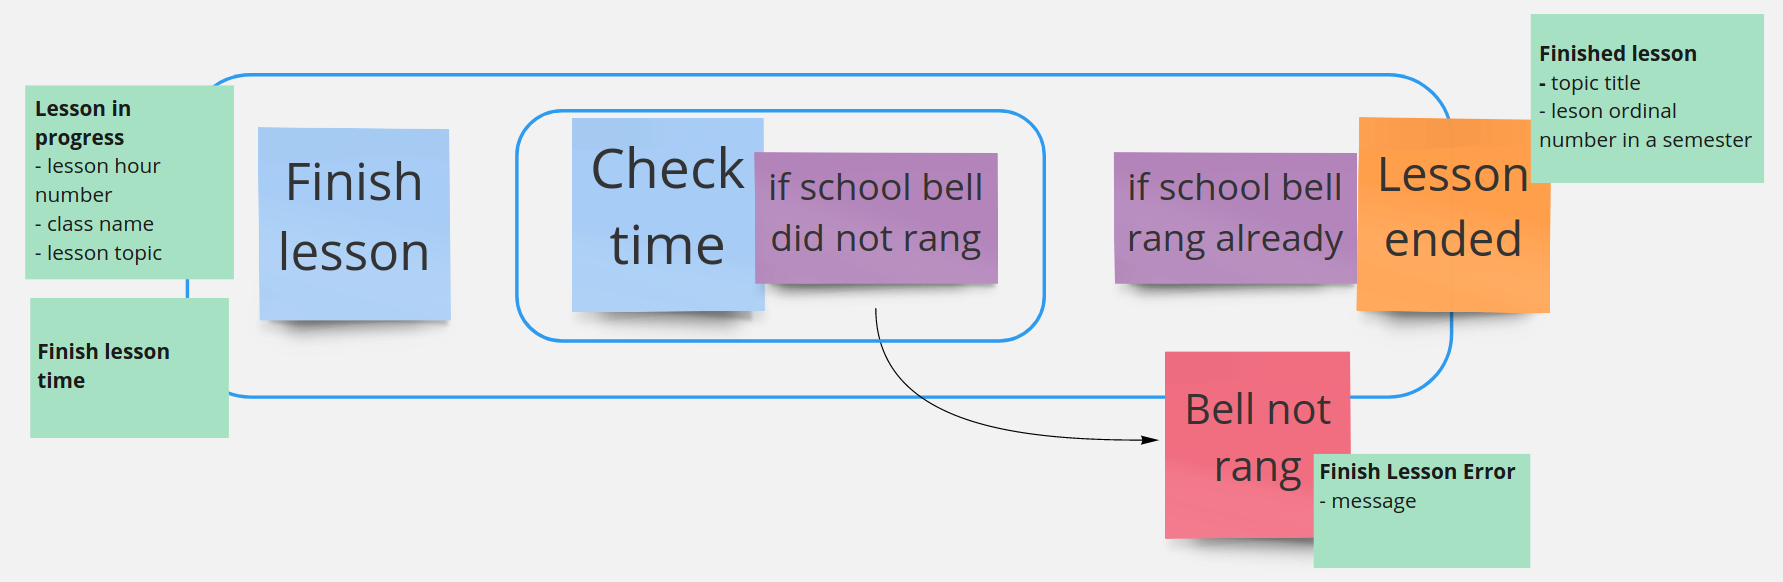 Lesson in
progress
- lesson hour
number
- class name
- lesson topic
Finish lesson
time
Finish
lesson
Check
time
if school bell
did not rang
if school bell
rang already
Lesson
ended
Finished lesson
- topic title
- leson ordinal
number in a semester
Bell not
rang
Finish Lesson Error
- message